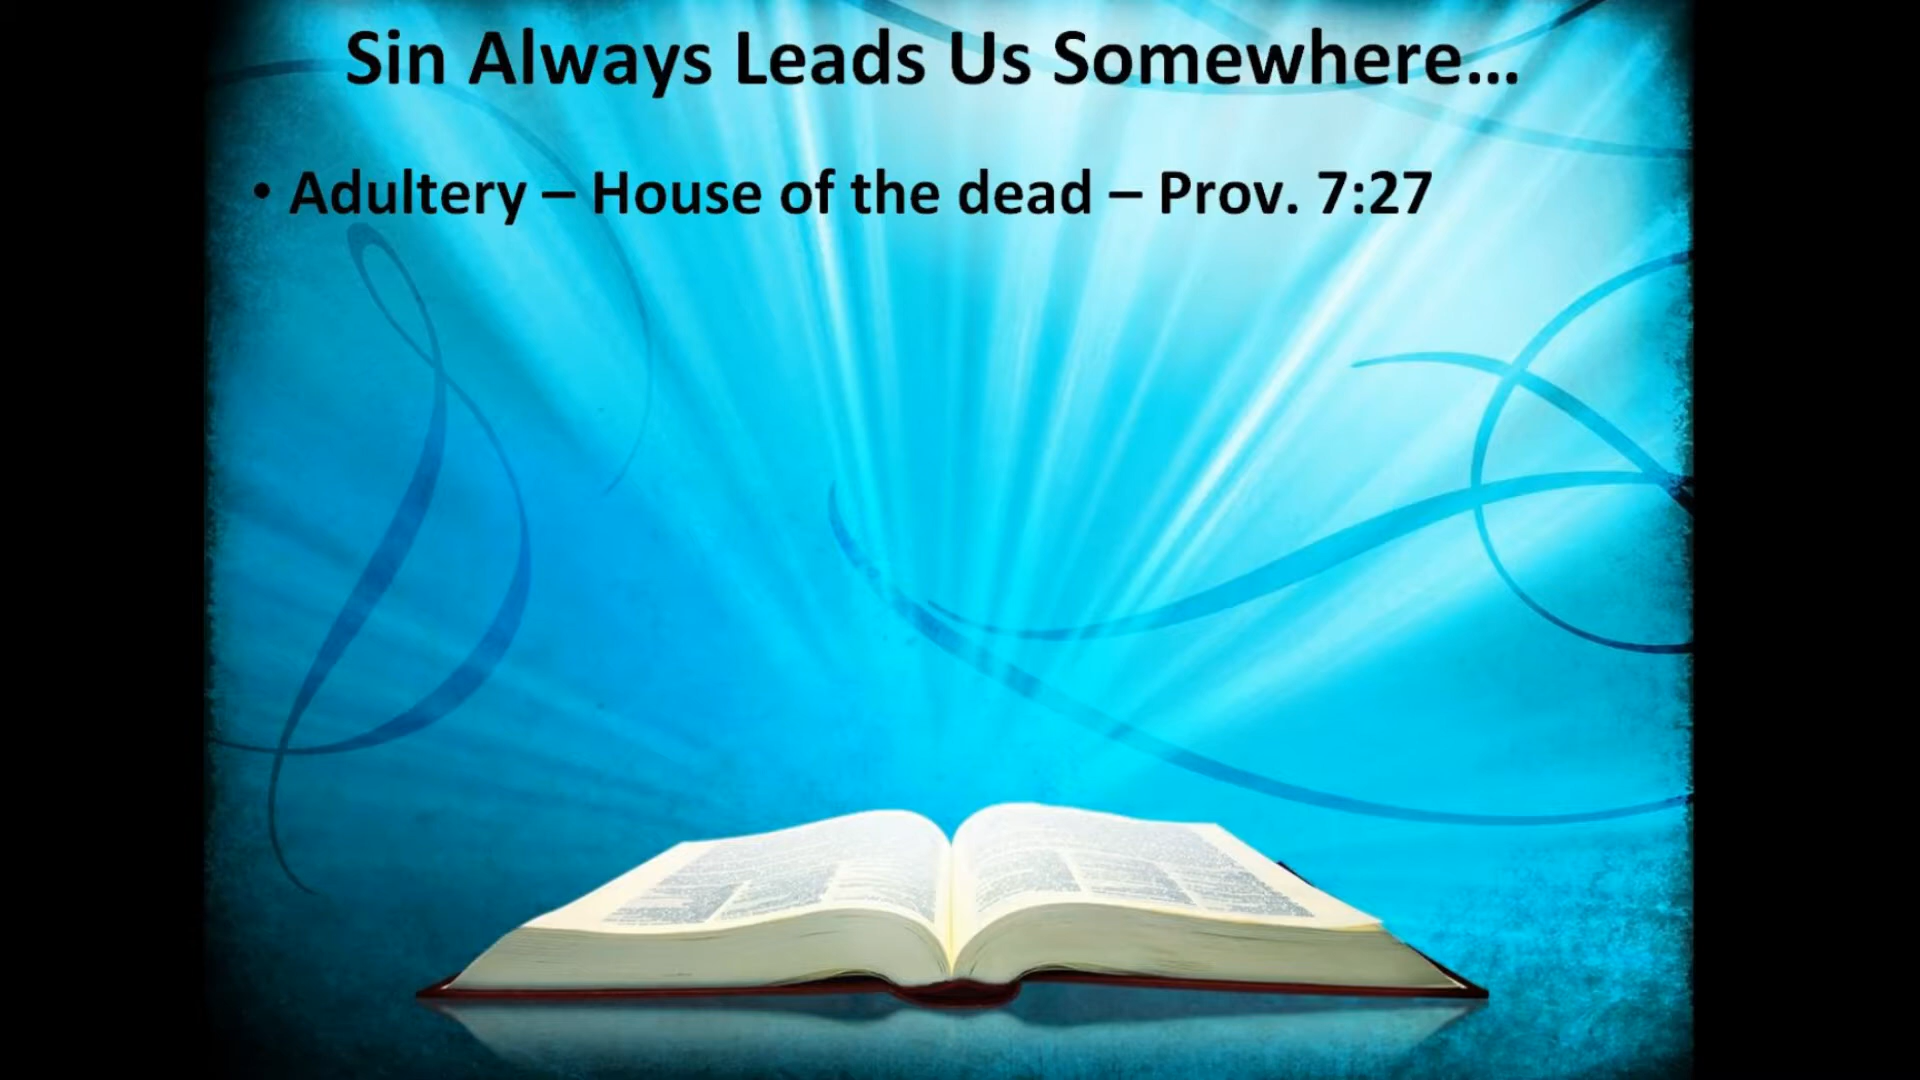 Sin Always Leads Us Somewhere...
• Adultery – House of the dead – Prov. 7:27